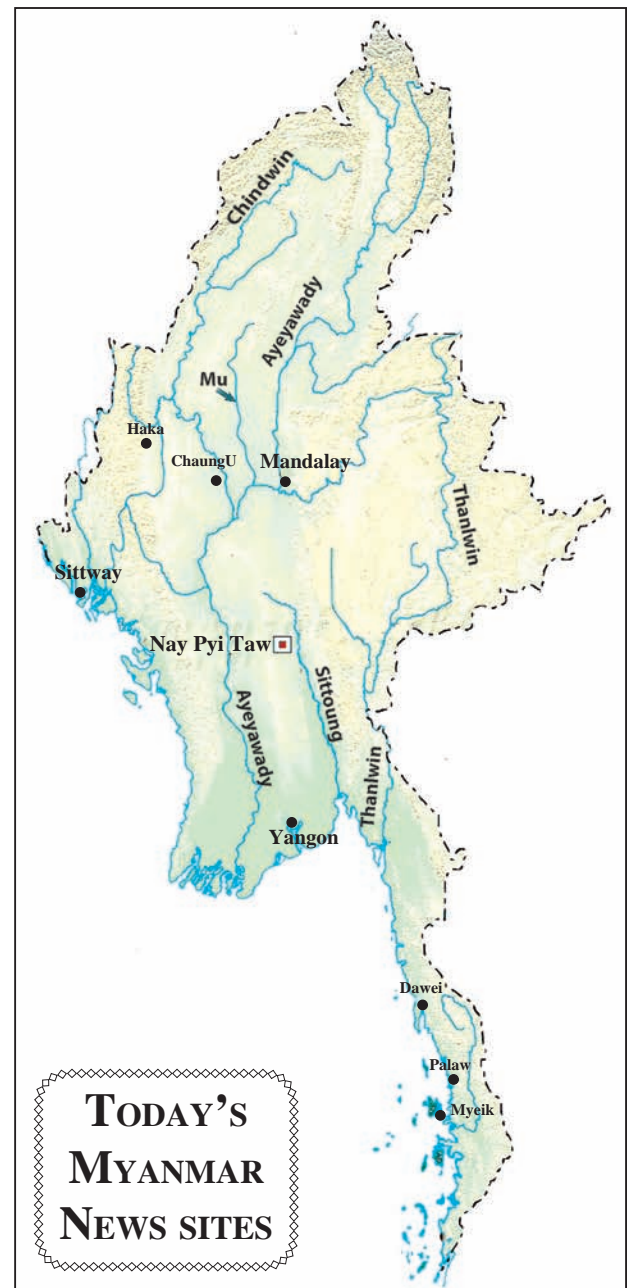 Chindwin
Ayeyawady
Mu
Haka
ChaungU
Mandalay
Thanlwin
Sittway
Nay Pyi Taw
Sittoung
Ayeyawady
Thanlwin
Yangon
Dawei
Palaw
Myeik
TODAY'S
MYANMAR
NEWS SITES